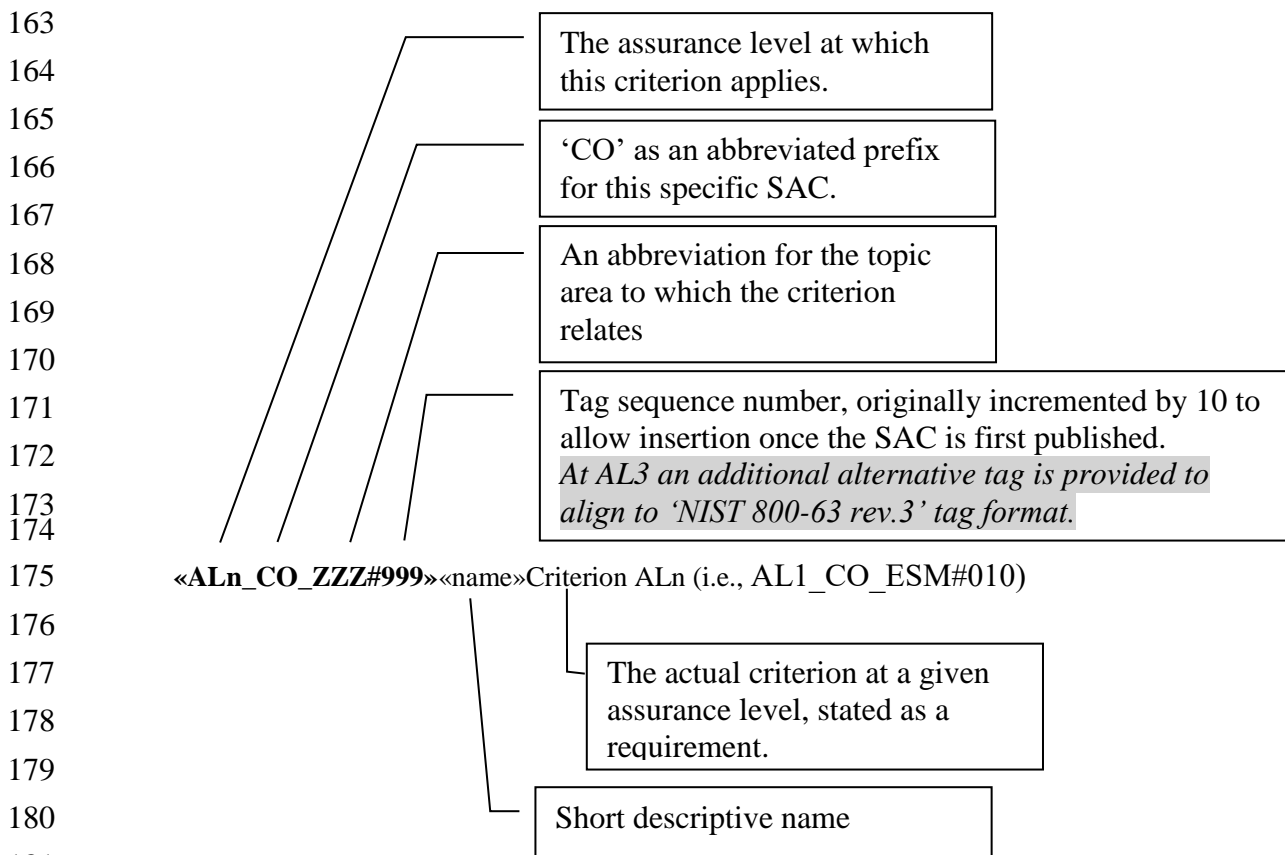 163
The assurance level at which
164
this criterion applies.
165
166
‘CO’ as an abbreviated prefix
for this specific SAC.
167
168
An abbreviation for the topic
area to which the criterion
169
relates
170
171
Tag sequence number, originally incremented by 10 to
allow insertion once the SAC is first published.
172
At AL3 an additional alternative tag is provided to
173
align to ‘NIST 800-63 rev.3’ tag format.
174
175 «ALn_CO_ZZZ#999»«name»Criterion ALn (i.e., AL1_CO_ESM#010)
176
177
The actual criterion at a given
assurance level, stated as a
178
requirement.
179
180
Short descriptive name